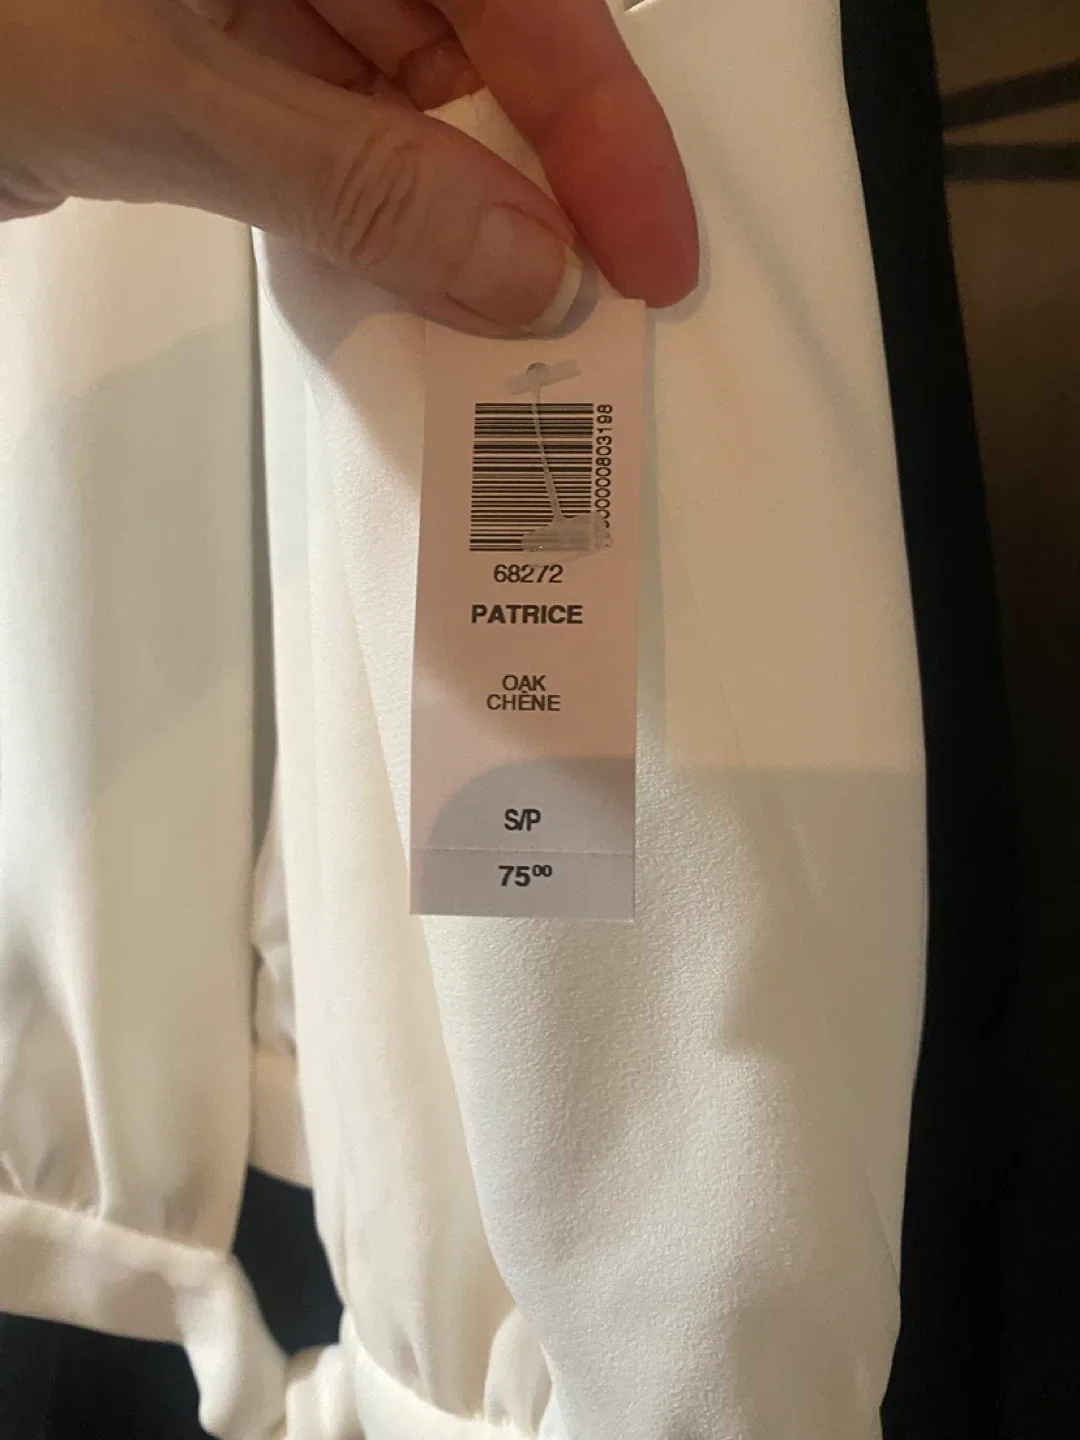 68272
PATRICE
OAK
CHÊNE
S/P
75⁰⁰